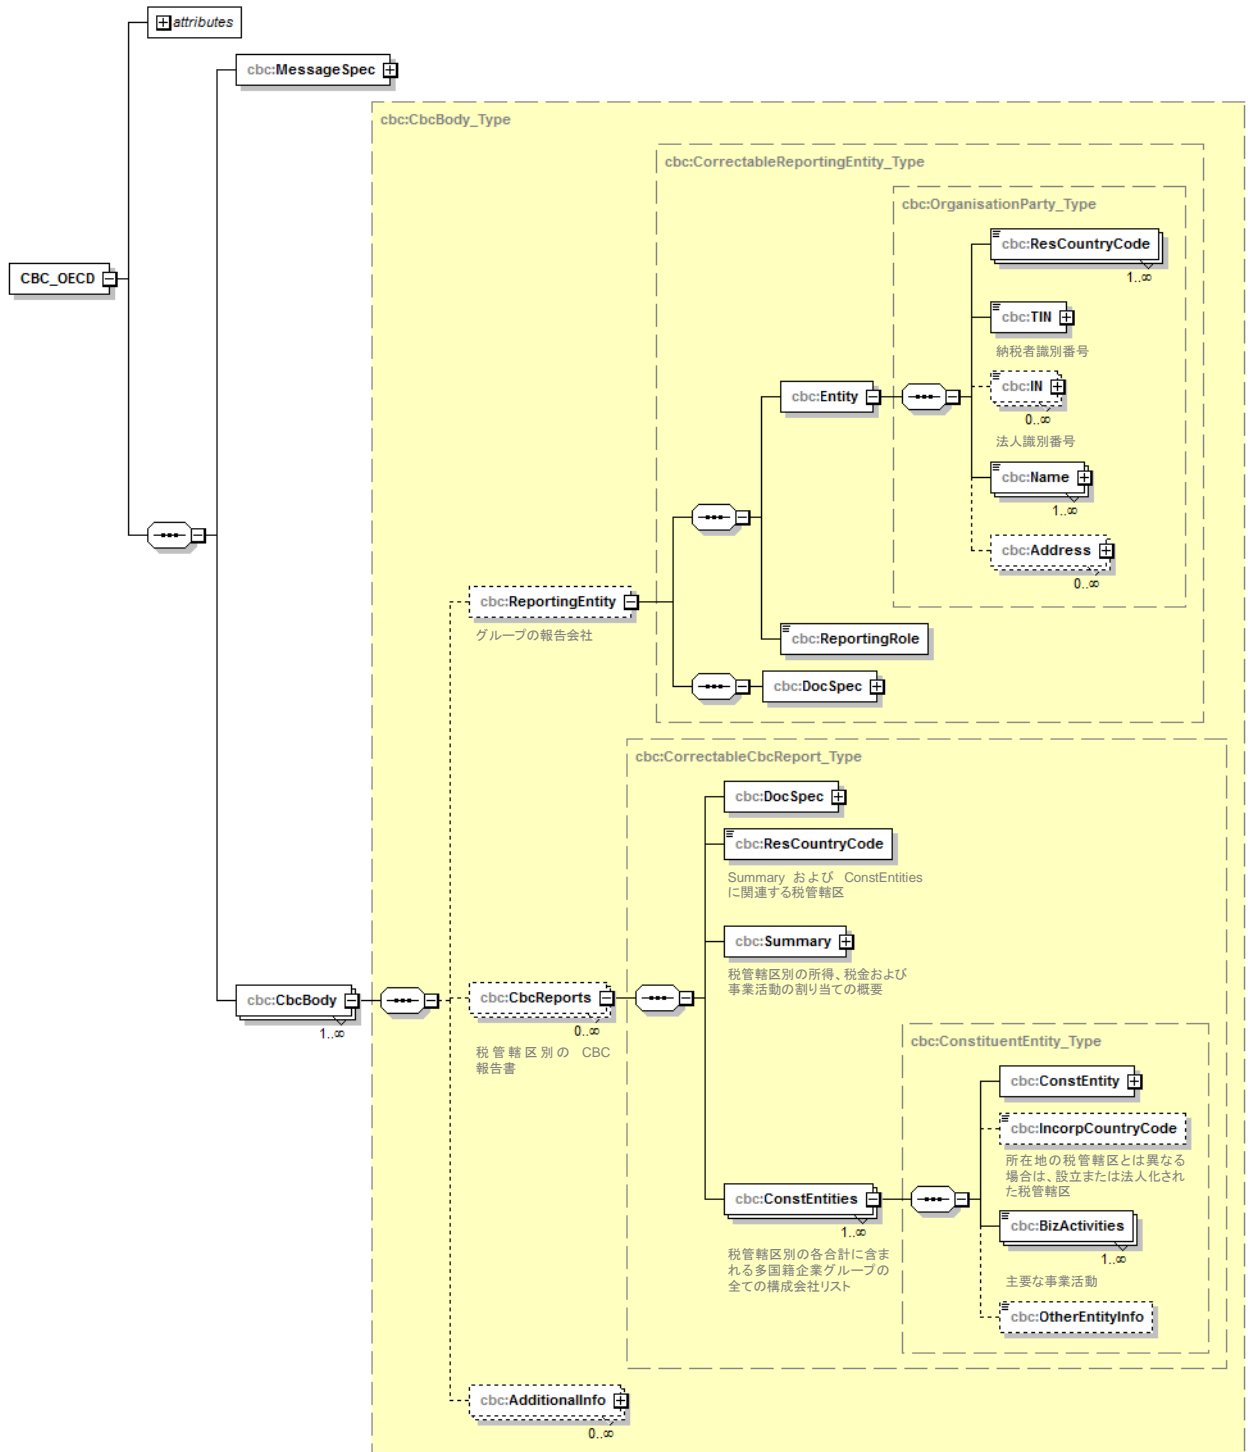 attributes
cbc:MessageSpec
cbc:CbcBody_Type
cbc:CorrectableReportingEntity_Type
cbc:OrganisationParty_Type
cbc:ResCountryCode
1..∞
CBC_OECD
cbc:TIN
納税者識別番号
cbc:IN
0..∞
法人識別番号
cbc:Entity
cbc:Name
1..∞
cbc:Address
0..∞
cbc:ReportingEntity
グループの報告会社
cbc:ReportingRole
cbc:DocSpec
cbc:CorrectableCbcReport_Type
cbc:DocSpec
cbc:ResCountryCode
Summary および ConstEntities
に関連する税管轄区
cbc:Summary
税管轄区別の所得、税金および
事業活動の割り当ての概要
cbc:CbcBody
1..∞
cbc:CbcReports
0..∞
税管轄区別の CBC
報告書
cbc:ConstituentEntity_Type
cbc:ConstEntity
cbc:IncorpCountryCode
所在地の税管轄区とは異なる
場合は、設立または法人化され
た税管轄区
cbc:ConstEntities
1..∞
税管轄区別の各合計に含ま
れる多国籍企業グループの
全ての構成会社リスト
cbc:BizActivities
1..∞
主要な事業活動
cbc:OtherEntityInfo
cbc:AdditionalInfo
0..∞